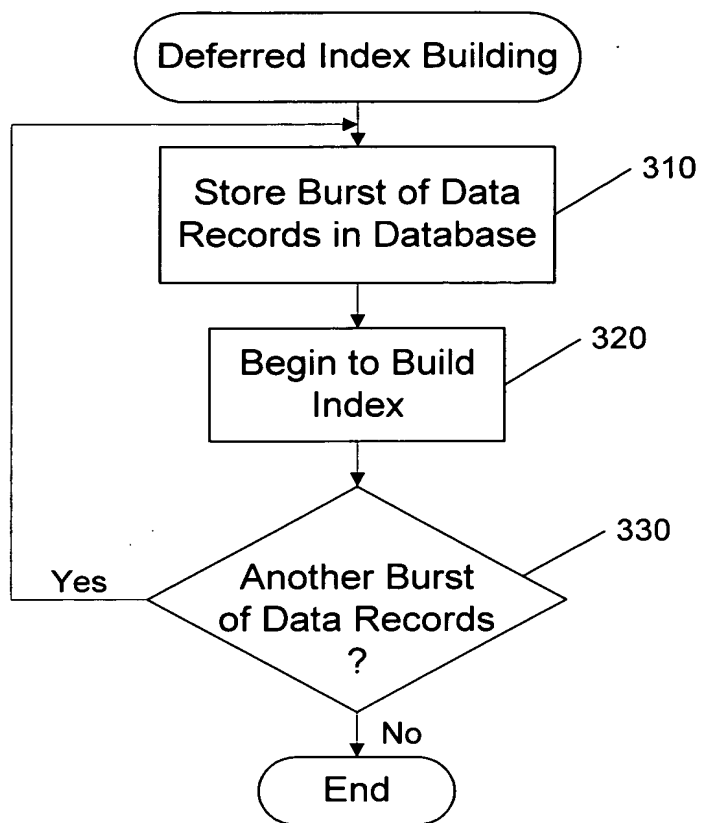 Deferred Index Building
Store Burst of Data
Records in Database
310
Begin to Build
Index
320
Another Burst
of Data Records
?
330
Yes
No
End